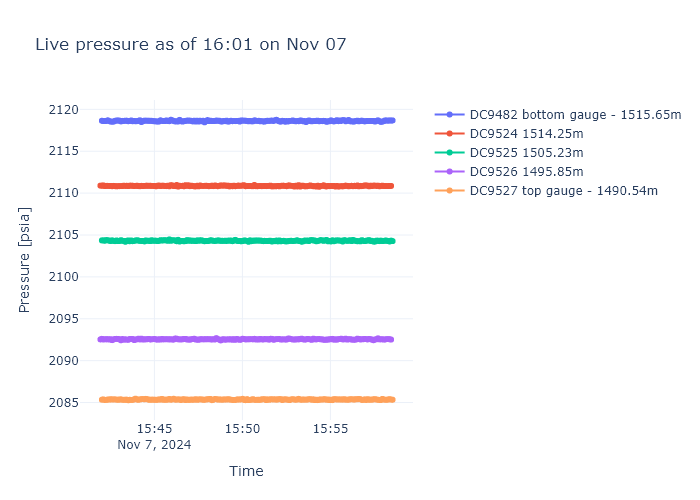 Live pressure as of 16:01 on Nov 07
Pressure [psia]
2120
2115
2110
2105
2100
2095
2090
2085
15:45
Nov 7, 2024
15:50
15:55
Time
DC9482 bottom gauge - 1515.65m
DC9524 1514.25m
DC9525 1505.23m
DC9526 1495.85m
DC9527 top gauge - 1490.54m